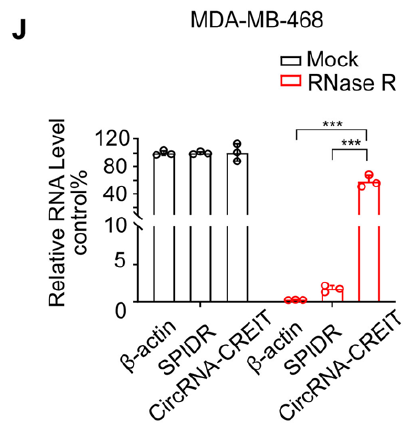 J
MDA-MB-468
Mock
RNase R
Relative RNA Level
control%
120
80
40
10
5
0
***
***
β-actin
SPIDR
CircRNA-CREIT
β-actin
SPIDR
CircRNA-CREIT